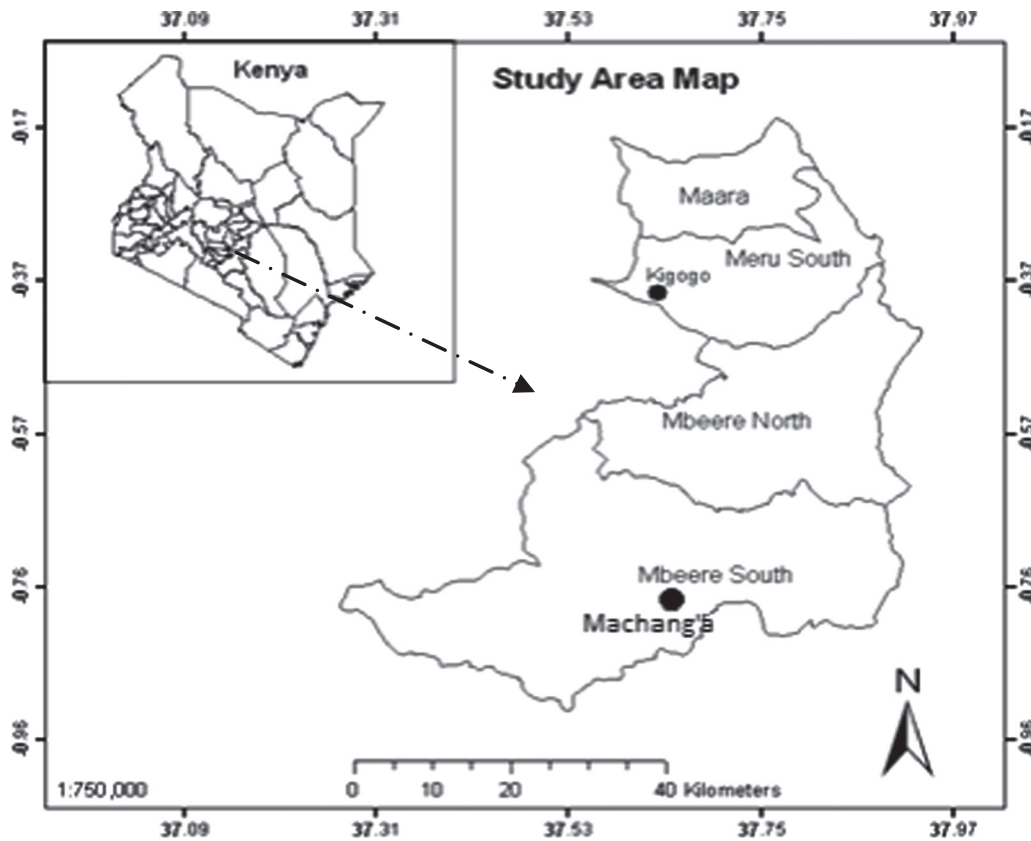 37.09 37.31 37.53 37.75 37.97
Kenya
Study Area Map
-0.17 -0.17
Maara
Meru South
-0.37 -0.37
Kigogo
-0.57 -0.57
Mbeere North
-0.76 -0.76
Mbeere South
Machang'a
N
-0.96 -0.96
1:750,000
0 10 20 40 Kilometers
37.09 37.31 37.53 37.75 37.97